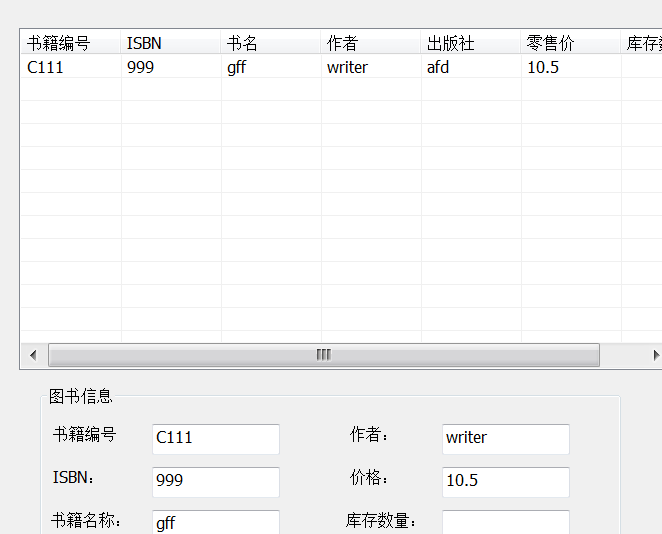 书籍编号 ISBN 书名 作者 出版社 零售价 库存
C111 999 gff writer afd 10.5
图书信息
书籍编号 C111 作者： writer
ISBN： 999 价格： 10.5
书籍名称： gff 库存数量：